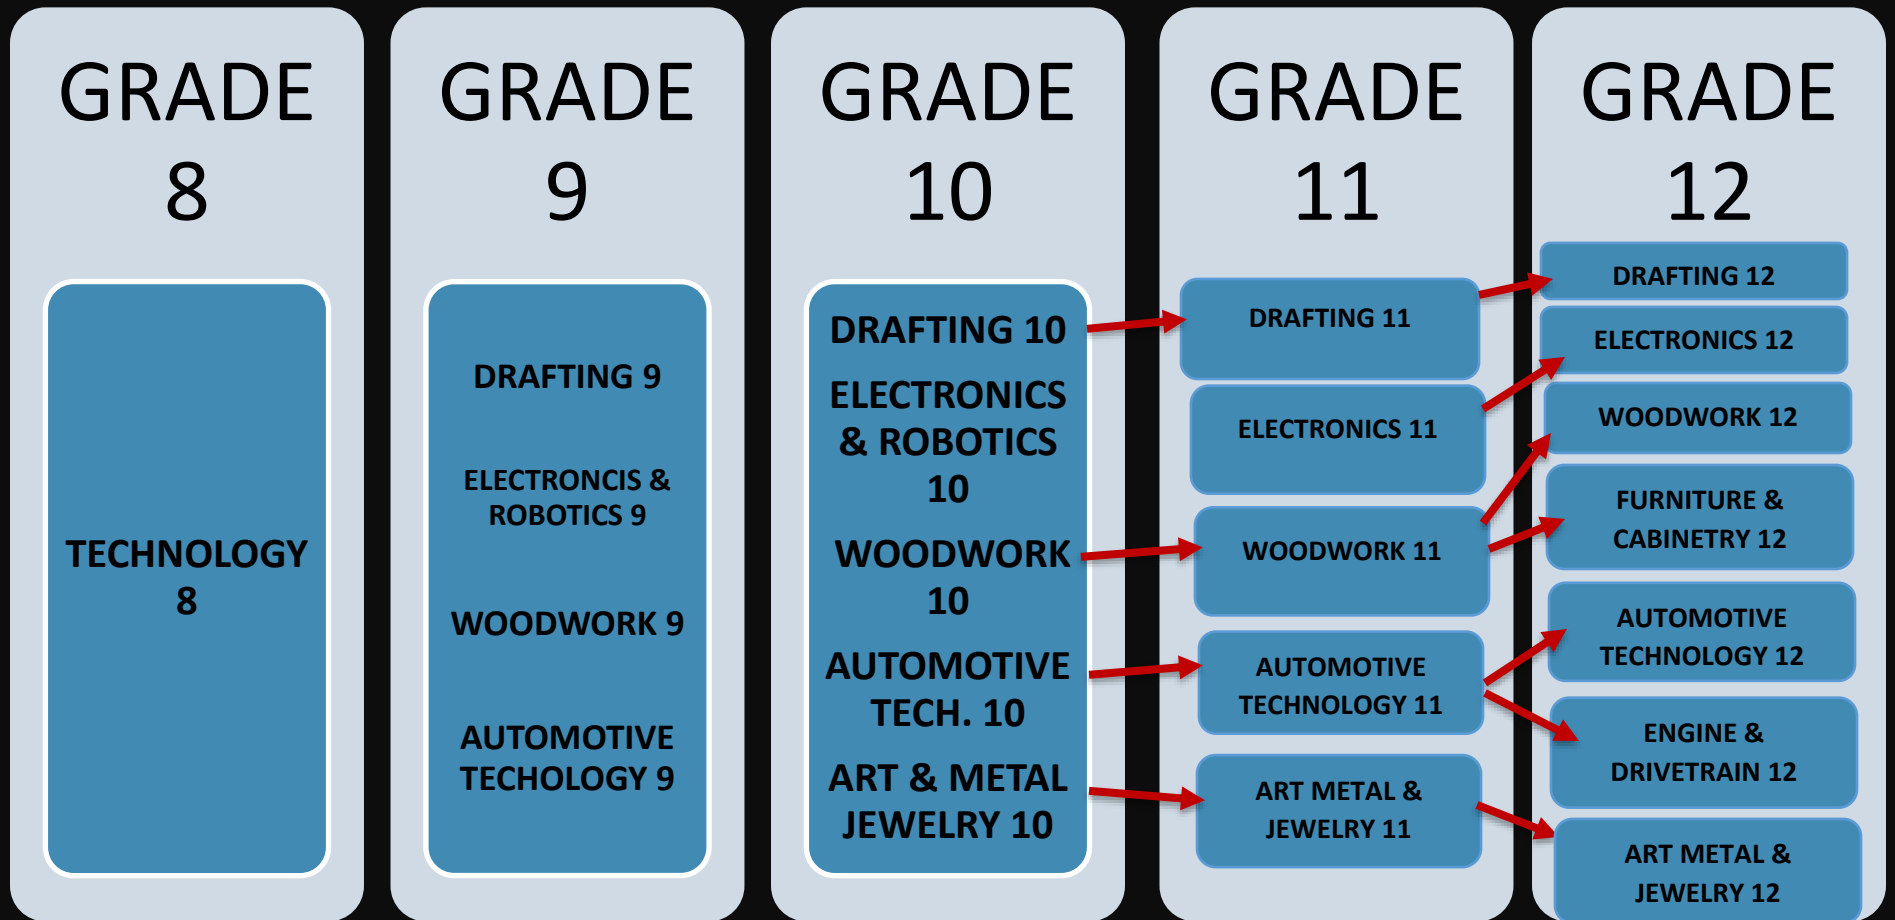 GRADE
8
TECHNOLOGY
8
GRADE
9
DRAFTING 9
ELECTRONCIS &
ROBOTICS 9
WOODWORK 9
AUTOMOTIVE
TECHOLOGY 9
GRADE
10
DRAFTING 10
ELECTRONICS
& ROBOTICS
10
WOODWORK
10
AUTOMOTIVE
TECH. 10
ART & METAL
JEWELRY 10
GRADE
11
DRAFTING 11
ELECTRONICS 11
WOODWORK 11
AUTOMOTIVE
TECHNOLOGY 11
ART METAL &
JEWELRY 11
GRADE
12
DRAFTING 12
ELECTRONICS 12
WOODWORK 12
FURNITURE &
CABINETRY 12
AUTOMOTIVE
TECHNOLOGY 12
ENGINE &
DRIVETRAIN 12
ART METAL &
JEWELRY 12